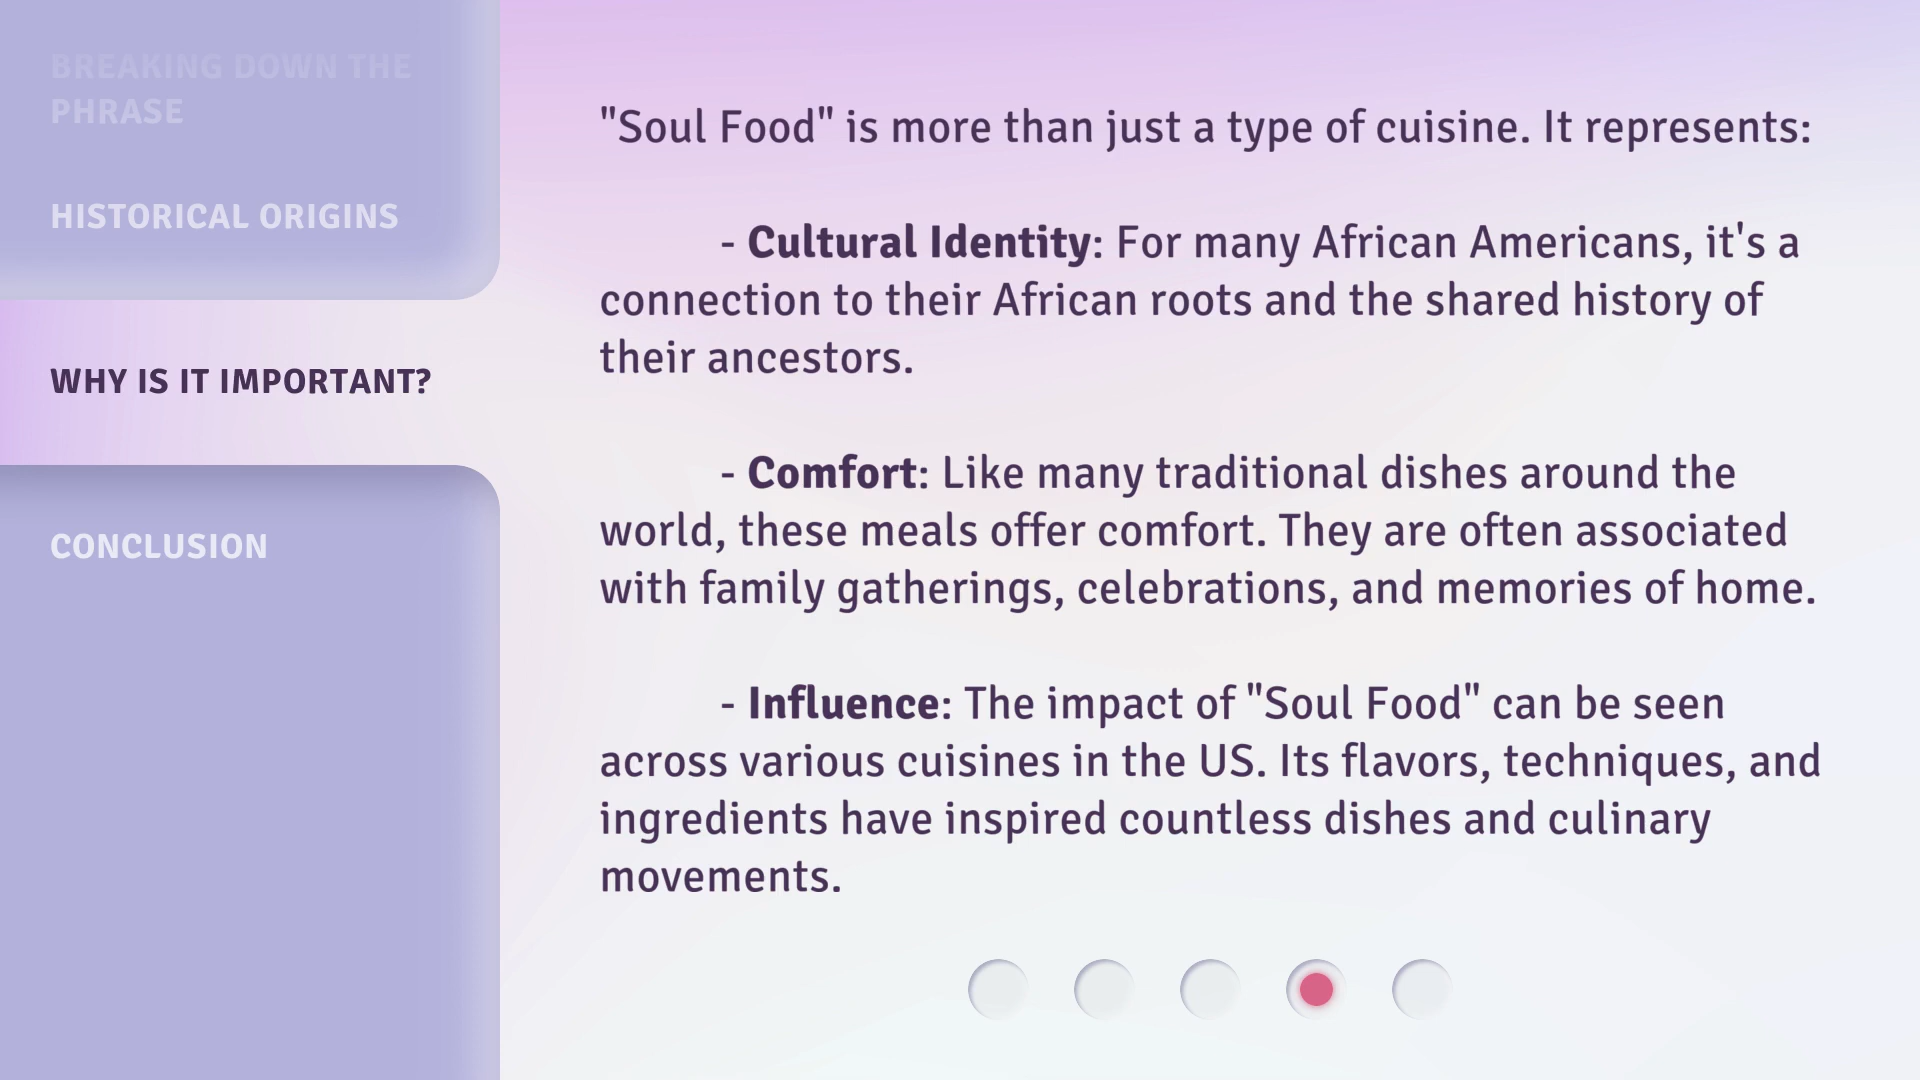 BREAKING DOWN THE
PHRASE
HISTORICAL ORIGINS
WHY IS IT IMPORTANT?
CONCLUSION
"Soul Food" is more than just a type of cuisine. It represents:
- Cultural Identity: For many African Americans, it's a
connection to their African roots and the shared history of
their ancestors.
- Comfort: Like many traditional dishes around the
world, these meals offer comfort. They are often associated
with family gatherings, celebrations, and memories of home.
- Influence: The impact of "Soul Food" can be seen
across various cuisines in the US. Its flavors, techniques, and
ingredients have inspired countless dishes and culinary
movements.